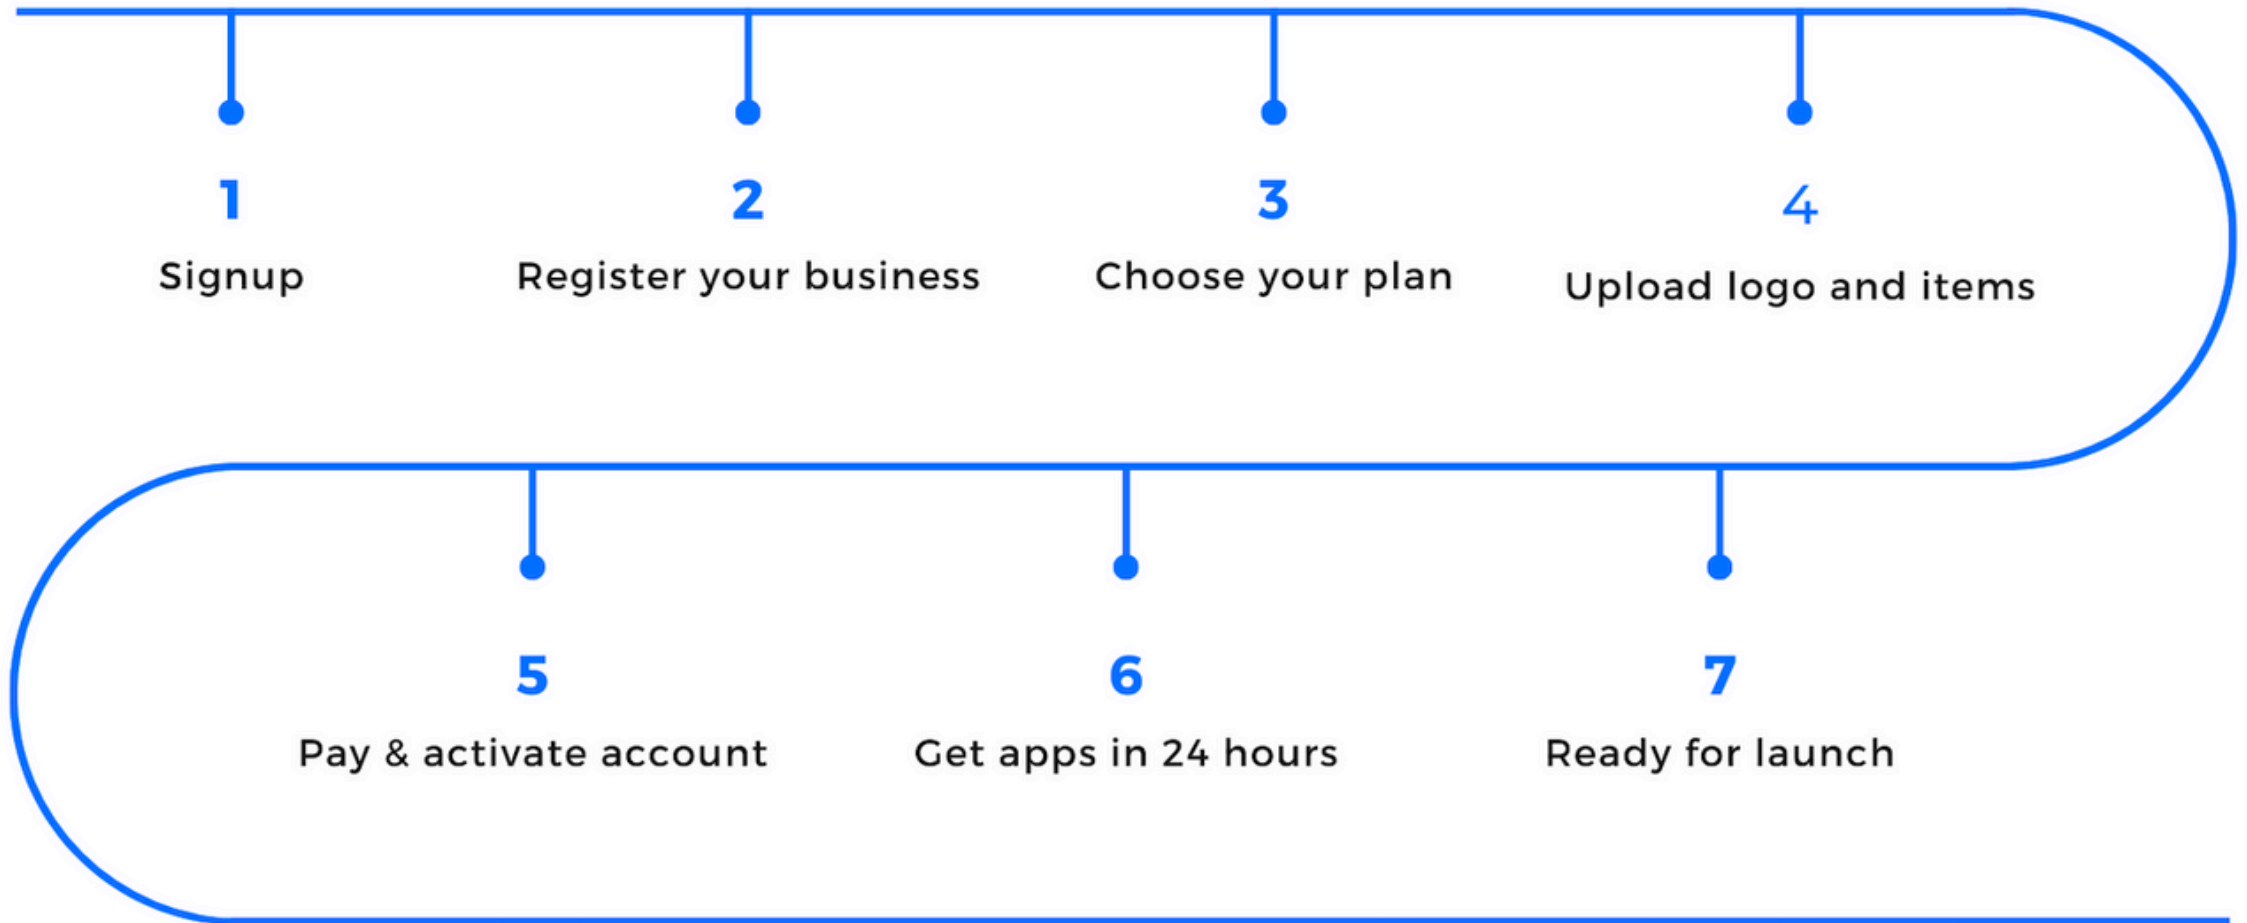 1
Signup
2
Register your business
3
Choose your plan
4
Upload logo and items
5
Pay & activate account
6
Get apps in 24 hours
7
Ready for launch